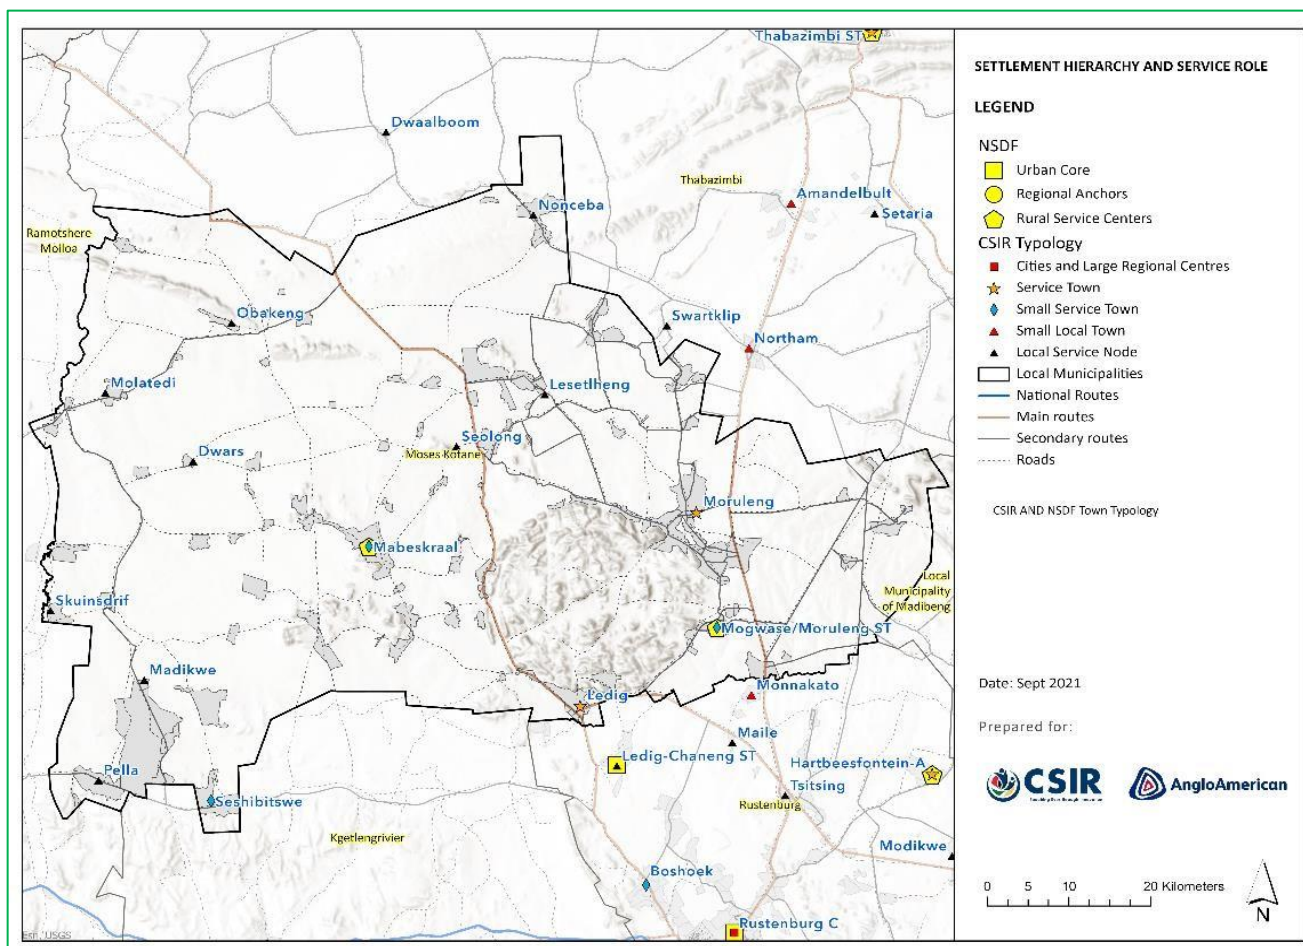 Thabazimbi ST
Dwaalboom
Thabazimbi
Amandelbult
Nonceba
Setaria
Ramotshere
Moiloa
Obakeng
Swartklip
Northam
Molatedi
Lesetlheng
Seolong
Moses Kotane
Dwars
Moruleng
Mabeskraal
Local
Municipality
of Madibeng
Skuinsdrif
Mogwase/Moruleng ST
Madikwe
Ledig
Monnakato
Maile
Ledig-Chaneng ST
Hartbeesfontein-A
Pella
Tsitsing
Seshibitswe
Rustenburg
Kgetlengrivier
Modikwe
Boshoek
Rustenburg C
Esri, USGS
SETTLEMENT HIERARCHY AND SERVICE ROLE
LEGEND
NSDF
Urban Core
Regional Anchors
Rural Service Centers
CSIR Typology
Cities and Large Regional Centres
Service Town
Small Service Town
Small Local Town
Local Service Node
Local Municipalities
National Routes
Main routes
Secondary routes
Roads
CSIR AND NSDF Town Typology
Date: Sept 2021
Prepared for:
CSIR
AngloAmerican
0 5 10 20 Kilometers
N